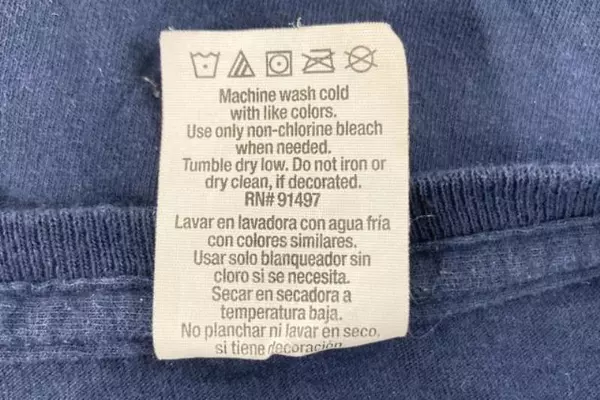 Machine wash cold
with like colors.
Use only non-chlorine bleach
when needed.
Tumble dry low. Do not iron or
dry clean, if decorated.
RN# 91497
Lavar en lavadora con agua fría
con colores similares.
Usar solo blanqueador sin
cloro si se necesita.
Secar en secadora a
temperatura baja.
No planchar ni lavar en seco,
si tiene decoración